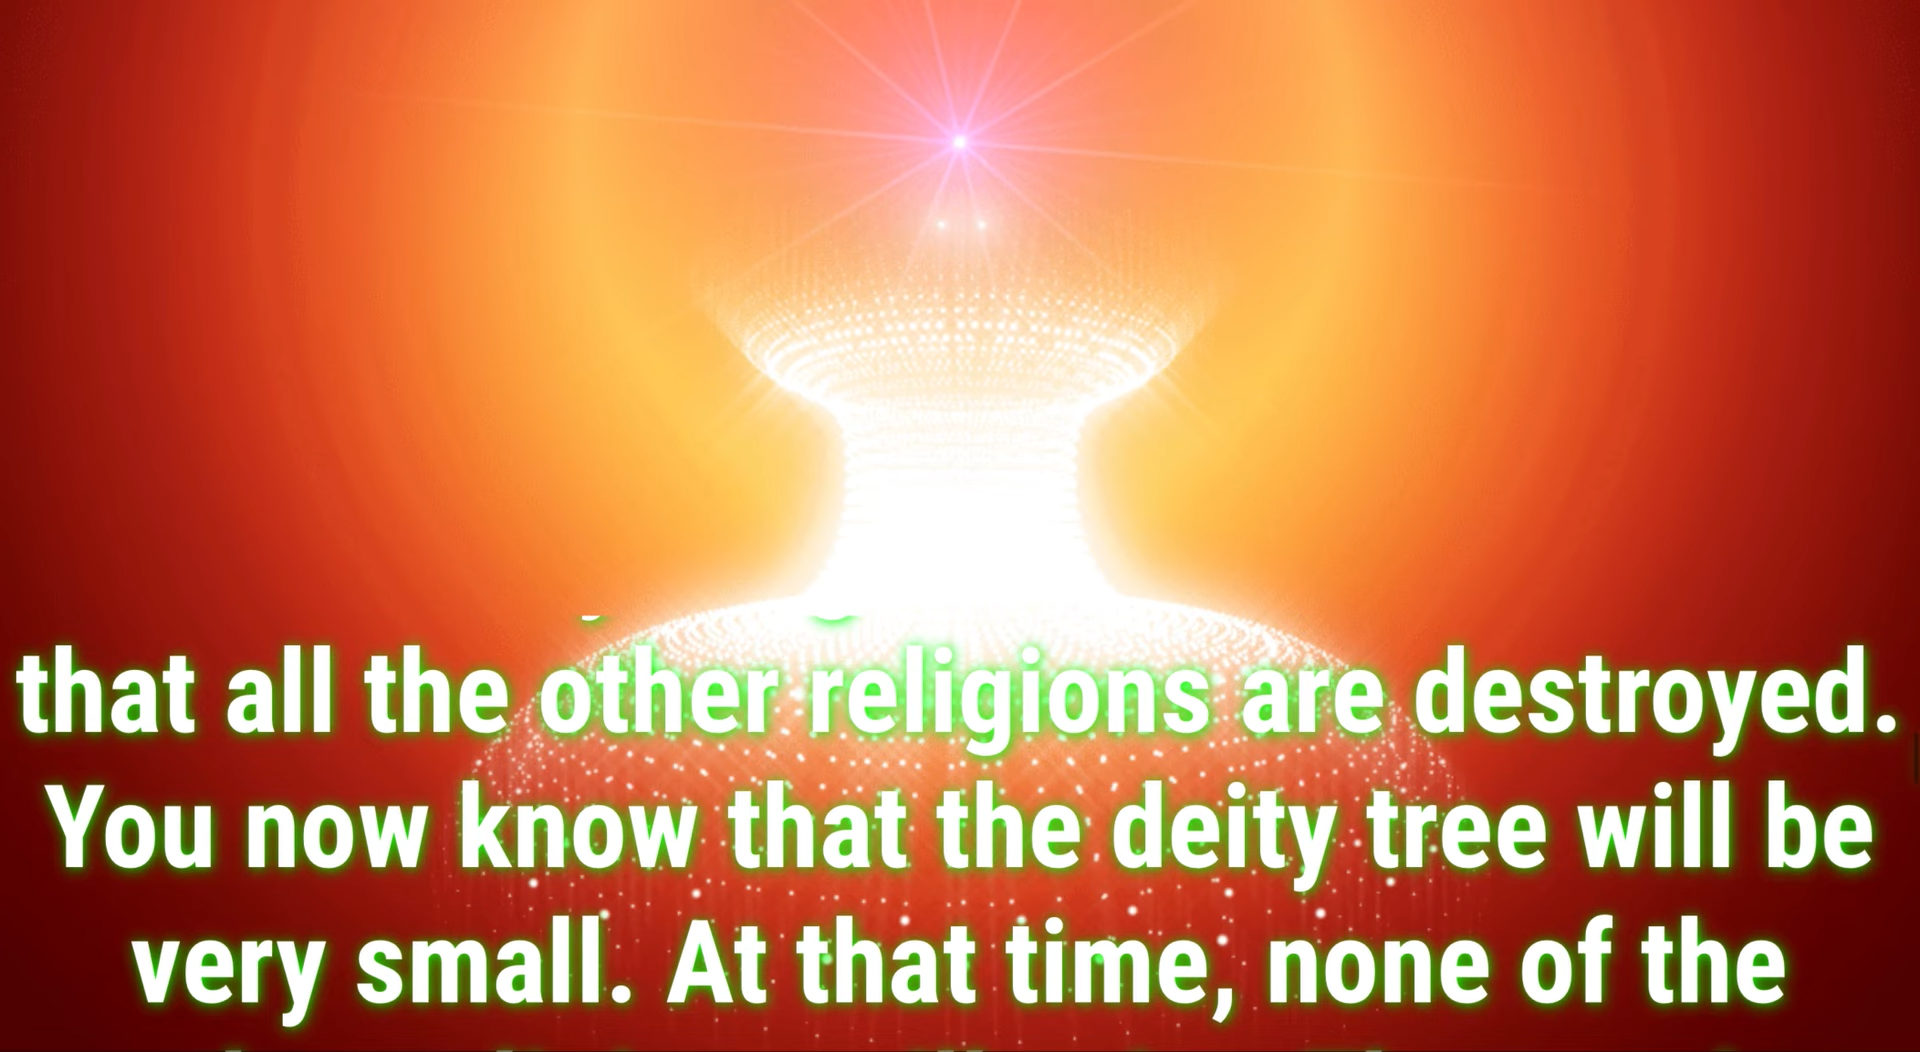 that all the other religions are destroyed.
You now know that the deity tree will be
very small. At that time, none of the